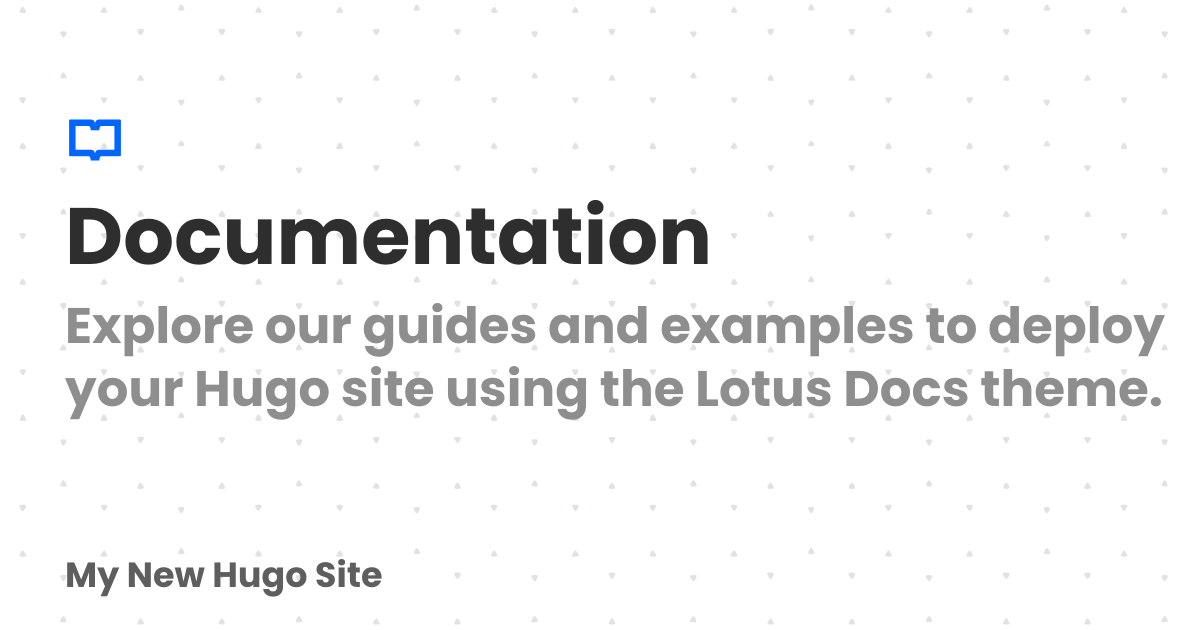 Documentation
Explore our guides and examples to deploy
your Hugo site using the Lotus Docs theme.
My New Hugo Site